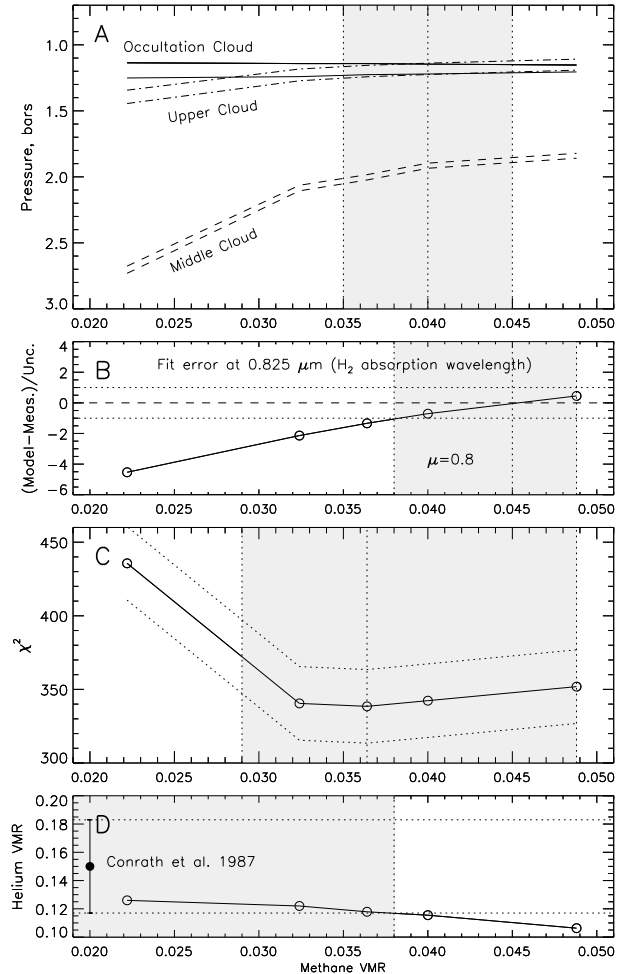 A
Occultation Cloud
Upper Cloud
Middle Cloud
Pressure, bars
1.0
1.5
2.0
2.5
3.0
0.020 0.025 0.030 0.035 0.040 0.045 0.050
B
Fit error at 0.825 μm (H₂ absorption wavelength)
μ=0.8
(Model−Meas.)/Unc.
4
2
0
−2
−4
−6
0.020 0.025 0.030 0.035 0.040 0.045 0.050
C
χ²
450
400
350
300
0.020 0.025 0.030 0.035 0.040 0.045 0.050
D
Conrath et al. 1987
Helium VMR
0.20
0.18
0.16
0.14
0.12
0.10
0.020 0.025 0.030 0.035 0.040 0.045 0.050
Methane VMR